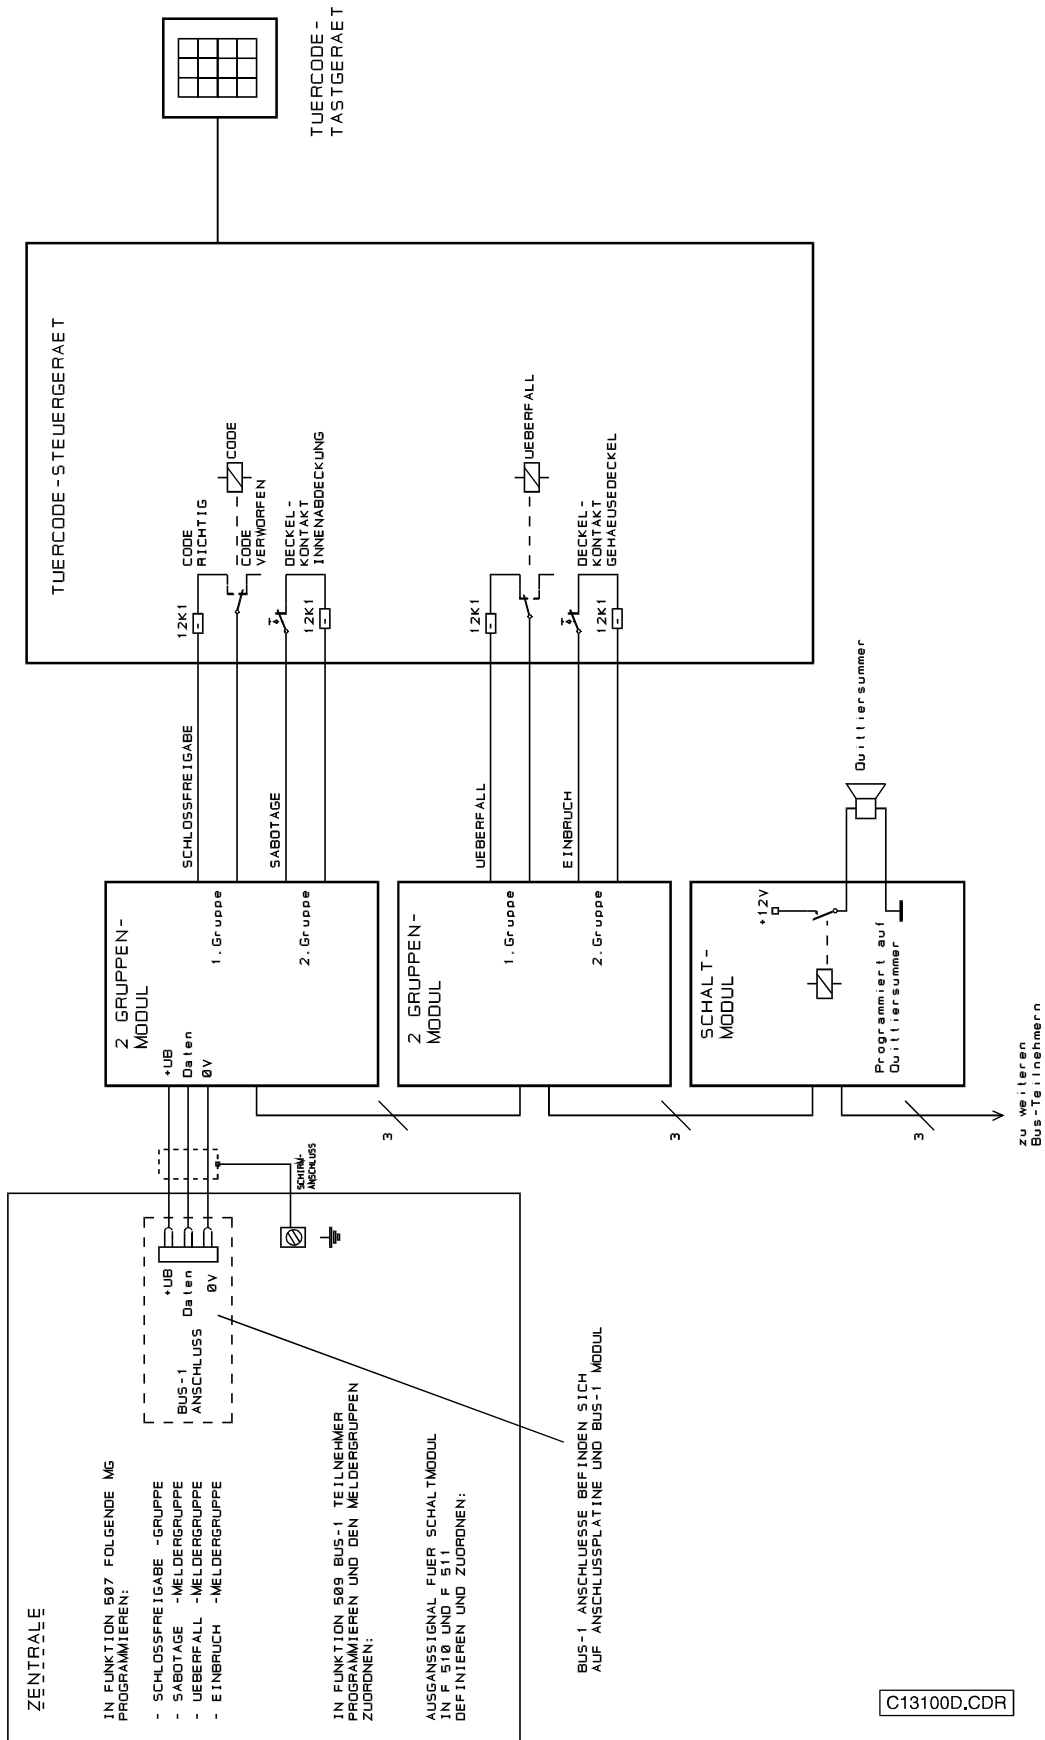 ZENTRALE
IN FUNKTION 507 FOLGENDE MG
PROGRAMMIEREN:
- SCHLOSSFREIGABE -GRUPPE
- SABOTAGE -MELDERGRUPPE
- UEBERFALL -MELDERGRUPPE
- EINBRUCH -MELDERGRUPPE
IN FUNKTION 509 BUS-1 TEILNEHMER
PROGRAMMIEREN UND DEN MELDERGRUPPEN
ZUORDNEN:
AUSGANSSIGNAL FUER SCHALTMODUL
IN F 510 UND F 511
DEFINIEREN UND ZUORDNEN:
BUS-1
ANSCHLUSS
+UB
Daten
0V
SCHIRM-
ANSCHLUSS
BUS-1 ANSCHLUESSE BEFINDEN SICH
AUF ANSCHLUSSPLATINE UND BUS-1 MODUL
2 GRUPPEN-
MODUL
+UB
Daten
0V
1.Gruppe
2.Gruppe
3
2 GRUPPEN-
MODUL
1.Gruppe
2.Gruppe
3
SCHALT-
MODUL
+12V
Programmiert auf
Quittiersummer
3
zu weiteren
Bus-Teilnehmern
Quittiersummer
SCHLOSSFREIGABE
SABOTAGE
UEBERFALL
EINBRUCH
TUERCODE-STEUERGERAET
12K1
CODE
RICHTIG
CODE
CODE
VERWORFEN
12K1
DECKEL-
KONTAKT
INNENABDECKUNG
12K1
UEBERFALL
12K1
DECKEL-
KONTAKT
GEHAEUSEDECKEL
TUERCODE-
TASTGERAET
C13100D.CDR